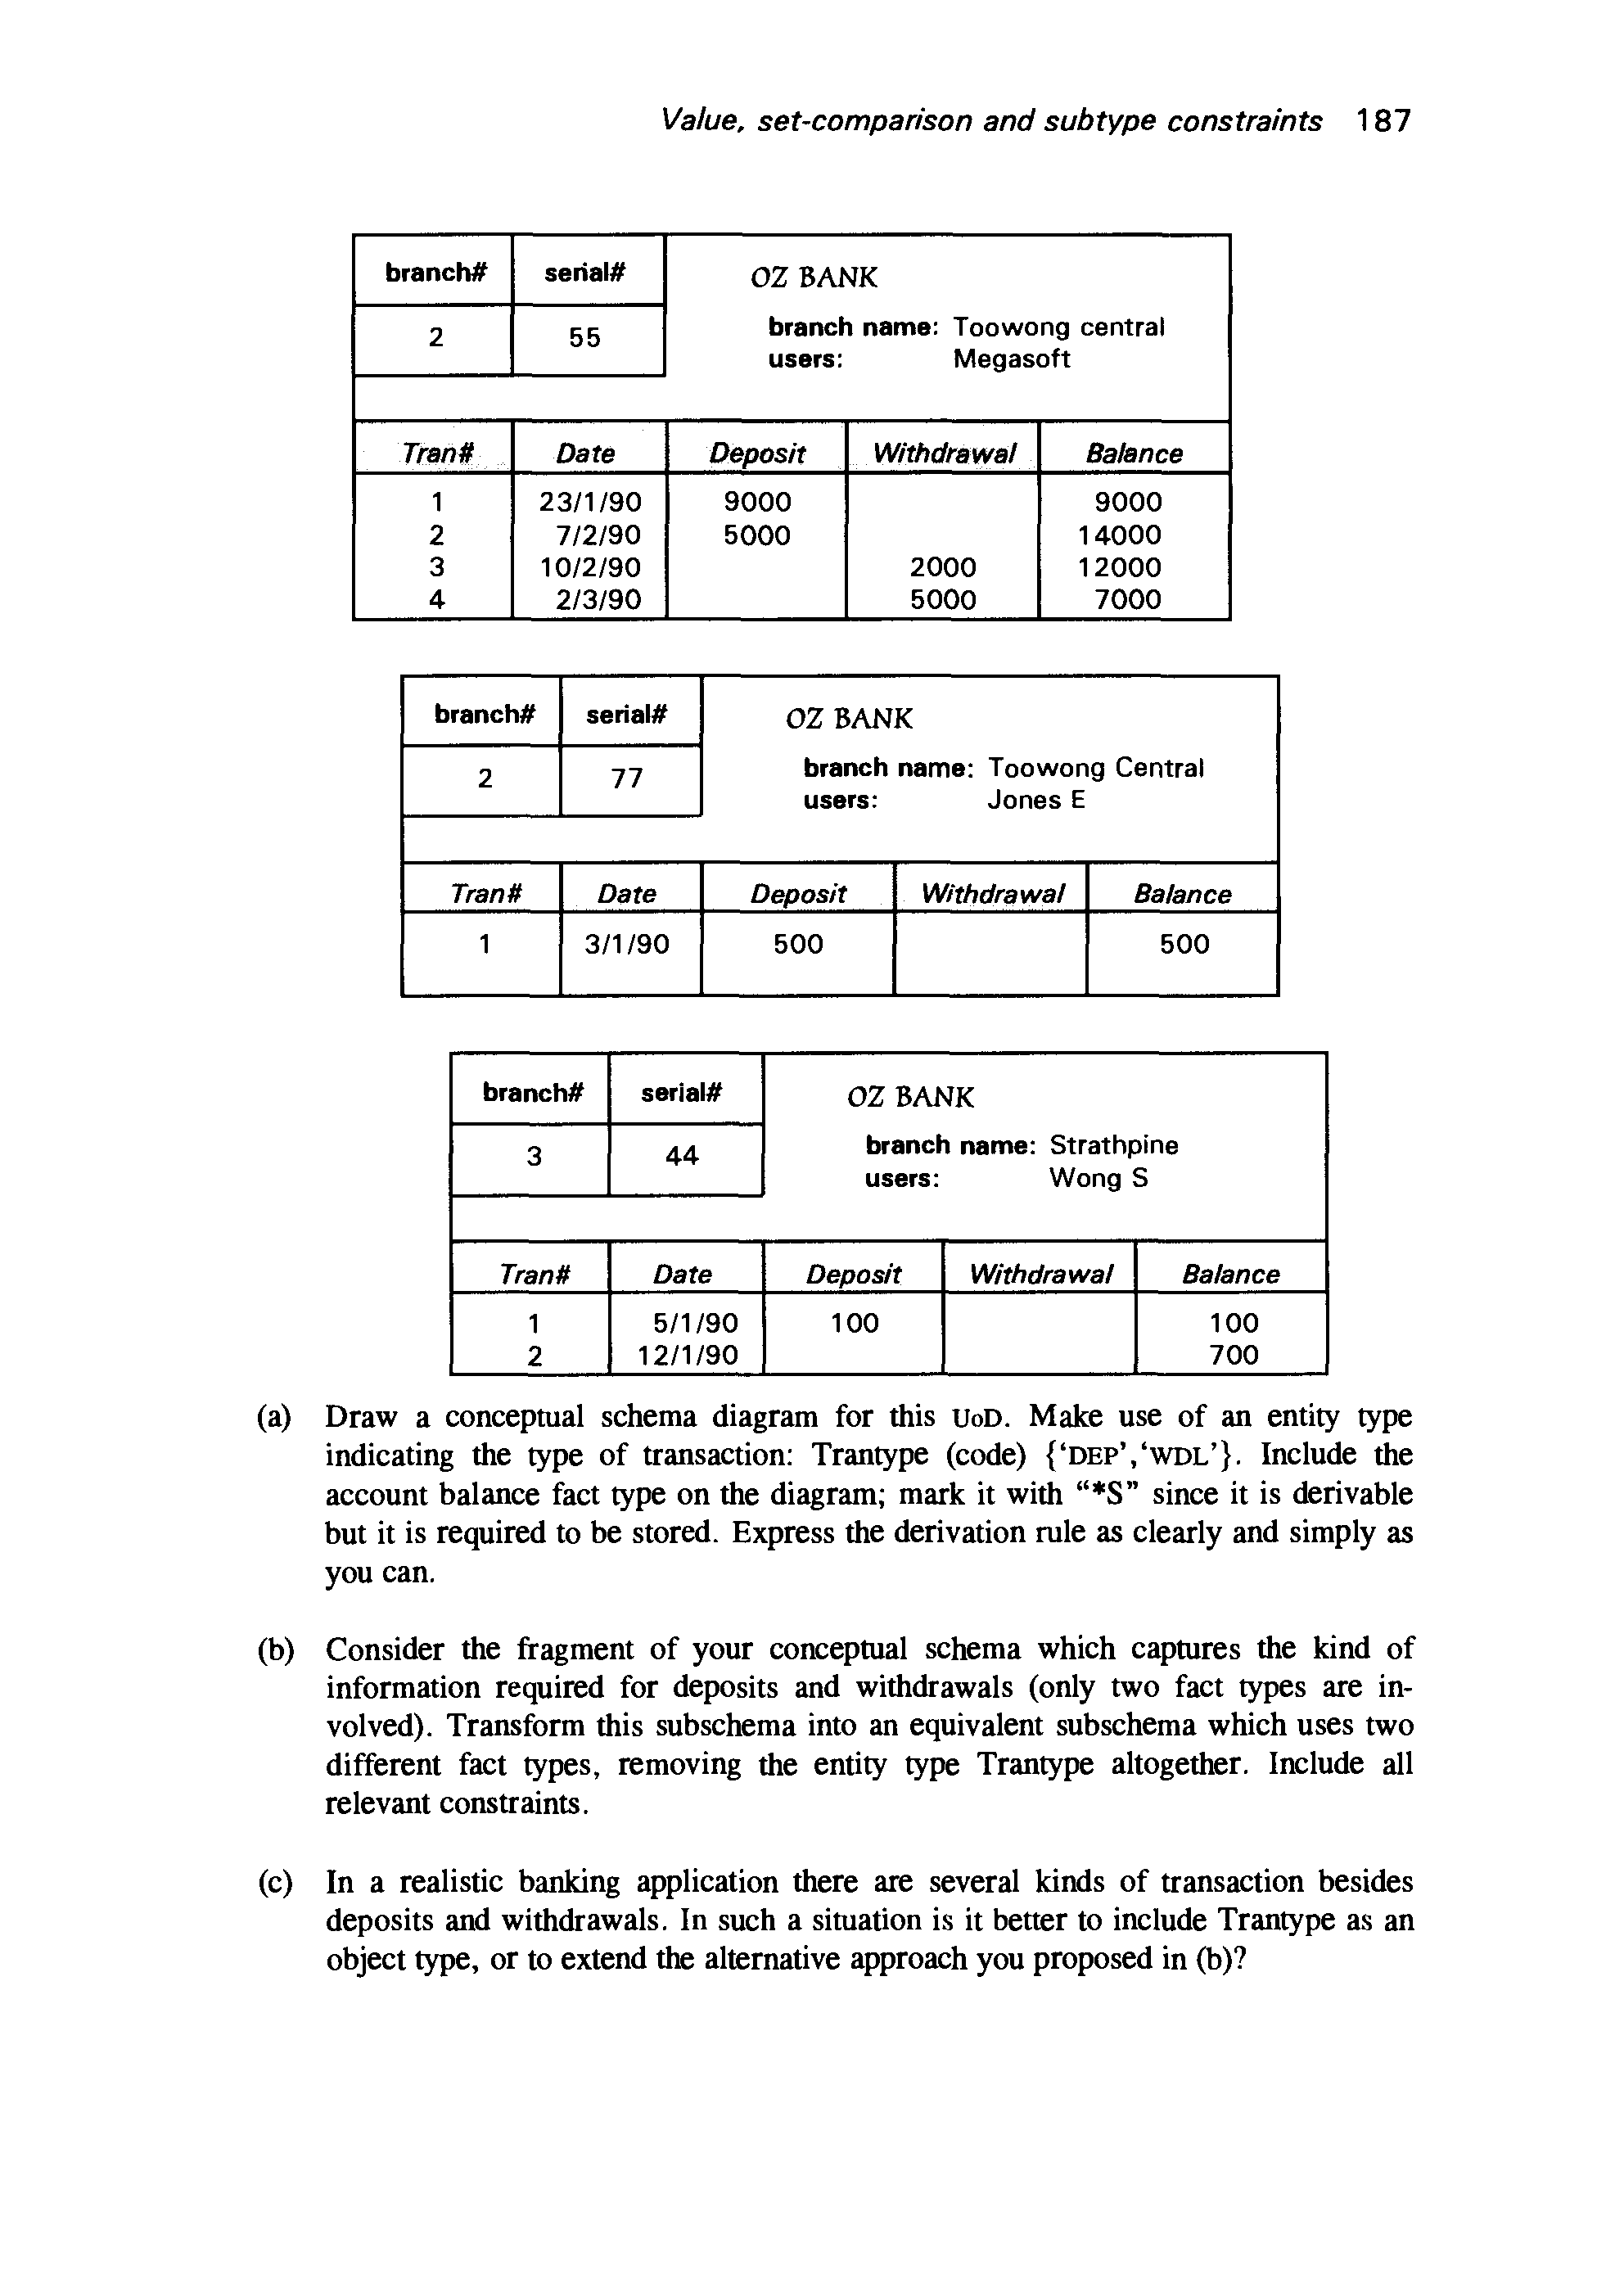 Value, set-comparison and subtype constraints 187
branch# serial# OZ BANK
2 55 branch name: Toowong central
users: Megasoft
Tran# Date Deposit Withdrawal Balance
1 23/1/90 9000 9000
2 7/2/90 5000 14000
3 10/2/90 2000 12000
4 2/3/90 5000 7000
branch# serial# OZ BANK
2 77 branch name: Toowong Central
users: Jones E
Tran# Date Deposit Withdrawal Balance
1 3/1/90 500 500
branch# serial# OZ BANK
3 44 branch name: Strathpine
users: Wong S
Tran# Date Deposit Withdrawal Balance
1 5/1/90 100 100
2 12/1/90 700
(a) Draw a conceptual schema diagram for this UoD. Make use of an entity type
indicating the type of transaction: Trantype (code) {‘DEP’,‘WDL’}. Include the
account balance fact type on the diagram; mark it with “*S” since it is derivable
but it is required to be stored. Express the derivation rule as clearly and simply as
you can.
(b) Consider the fragment of your conceptual schema which captures the kind of
information required for deposits and withdrawals (only two fact types are in-
volved). Transform this subschema into an equivalent subschema which uses two
different fact types, removing the entity type Trantype altogether. Include all
relevant constraints.
(c) In a realistic banking application there are several kinds of transaction besides
deposits and withdrawals. In such a situation is it better to include Trantype as an
object type, or to extend the alternative approach you proposed in (b)?